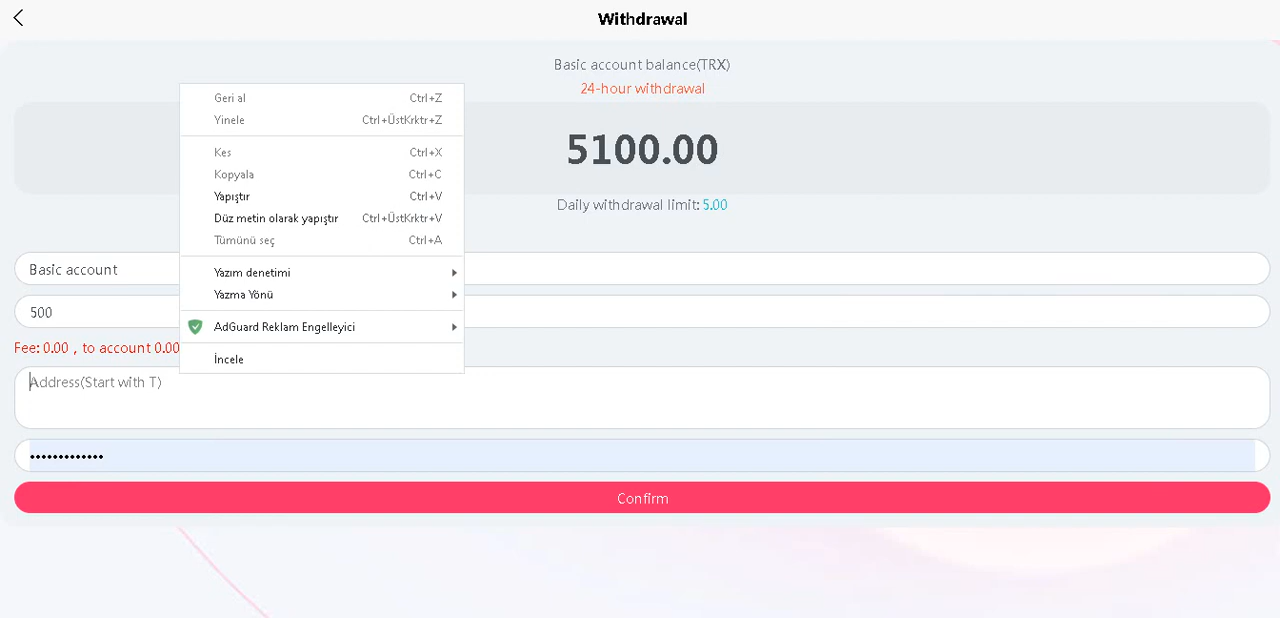 Withdrawal
Basic account balance(TRX)
24-hour withdrawal
5100.00
Daily withdrawal limit: 5.00
Geri al Ctrl+Z
Yinele Ctrl+ÜstKrktr+Z
Kes Ctrl+X
Kopyala Ctrl+C
Yapıştır Ctrl+V
Düz metin olarak yapıştır Ctrl+ÜstKrktr+V
Tümünü seç Ctrl+A
Yazım denetimi
Yazma Yönü
AdGuard Reklam Engelleyici
İncele
Basic account
500
Fee: 0.00 , to account 0.00
Address(Start with T)
•••••••••••••
Confirm